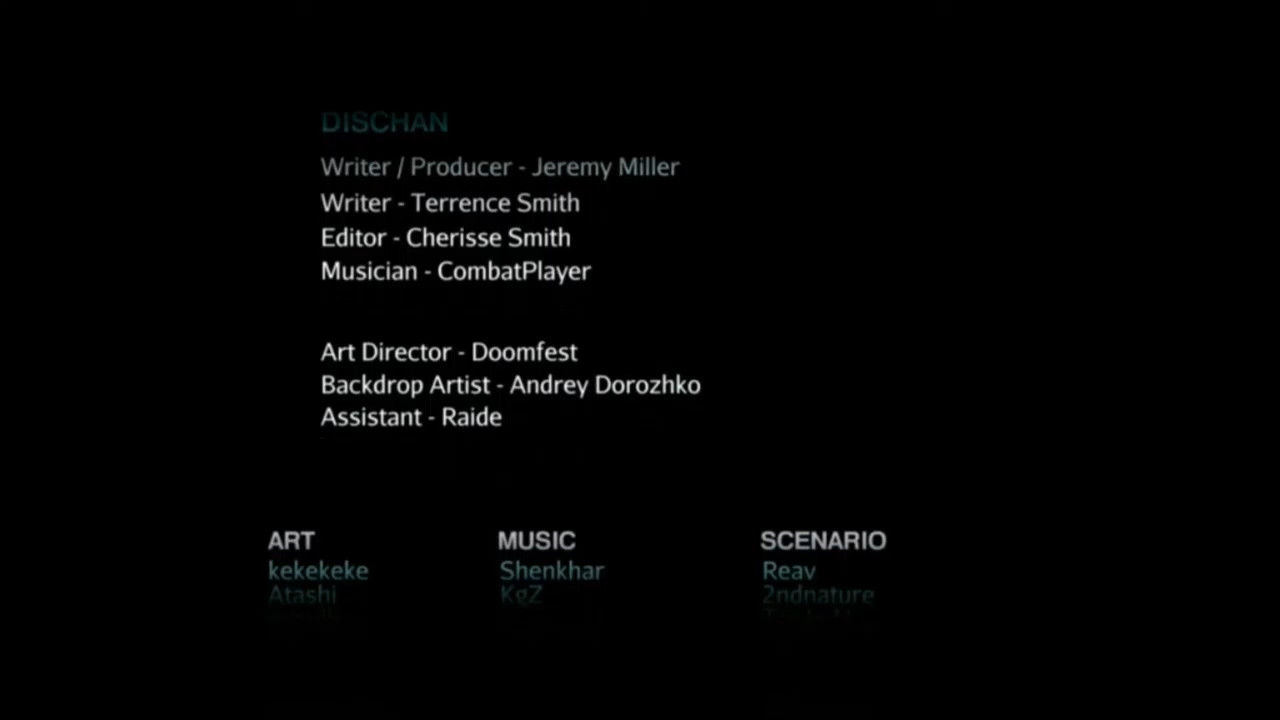 DISCHAN
Writer / Producer - Jeremy Miller
Writer - Terrence Smith
Editor - Cherisse Smith
Musician - CombatPlayer
Art Director - Doomfest
Backdrop Artist - Andrey Dorozhko
Assistant - Raide
ART MUSIC SCENARIO
kekekeke Shenkhar Reav
Atashi KgZ 2ndnature